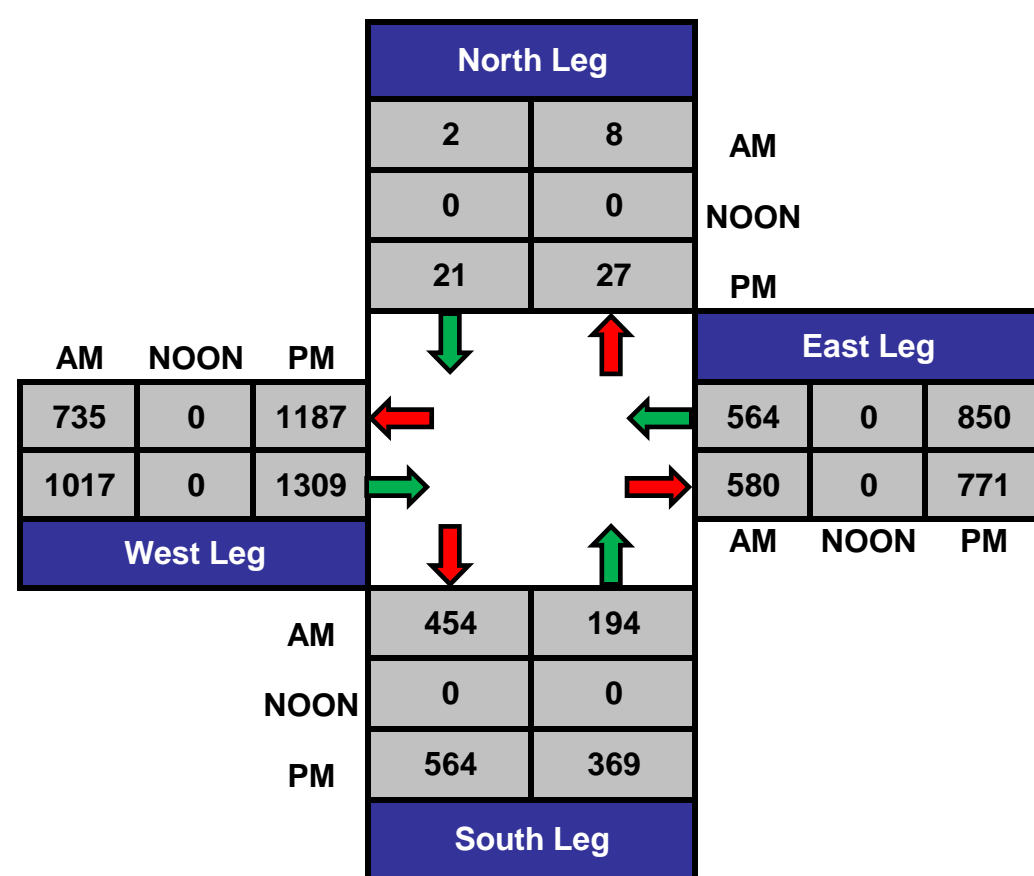 North Leg
2 8 AM
0 0 NOON
21 27 PM
AM NOON PM East Leg
735 0 1187 564 0 850
1017 0 1309 580 0 771
West Leg AM NOON PM
AM 454 194
NOON 0 0
PM 564 369
South Leg